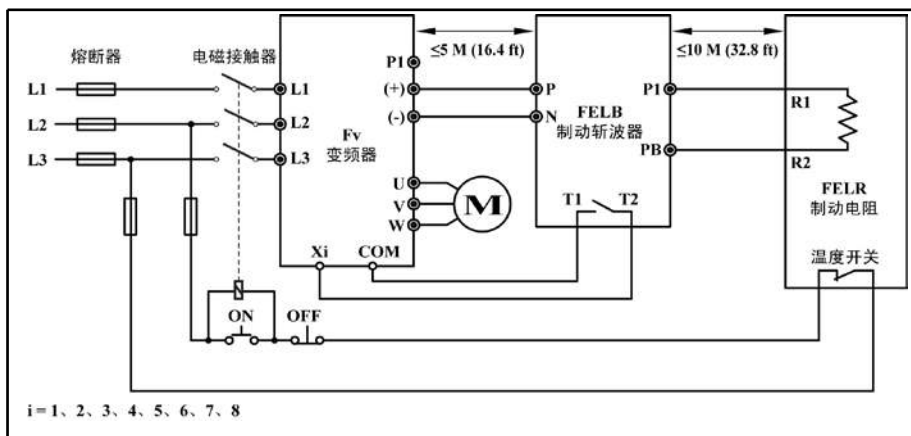 熔断器
电磁接触器
L1
L2
L3
L1
L2
L3
P1
(+)
(-)
Fv
变频器
U
V
W
Xi
COM
M
≤5 M (16.4 ft)
P
N
FELB
制动斩波器
P1
PB
T1
T2
≤10 M (32.8 ft)
R1
R2
FELR
制动电阻
温度开关
ON
OFF
i = 1、2、3、4、5、6、7、8